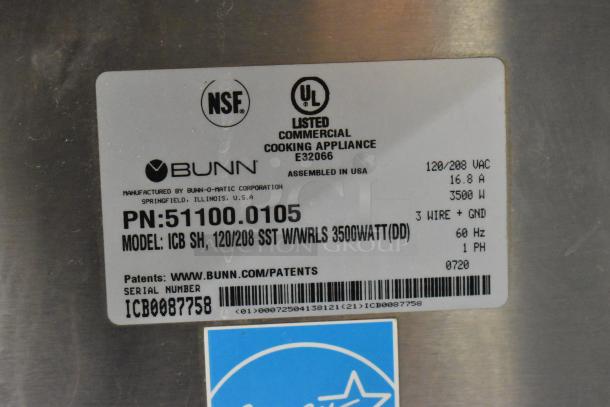 NSF
UL
LISTED
COMMERCIAL
COOKING APPLIANCE
E32066
ASSEMBLED IN USA
BUNN
MANUFACTURED BY BUNN-O-MATIC CORPORATION
SPRINGFIELD, ILLINOIS, U.S.A
120/208 VAC
16.8 A
3500 W
3 WIRE + GND
60 Hz
1 PH
0720
PN:51100.0105
MODEL: ICB SH, 120/208 SST W/WRLS 3500WATT(DD)
Patents: WWW.BUNN.COM/PATENTS
SERIAL NUMBER
ICB0087758
(01)00072504138121(21)ICB0087758